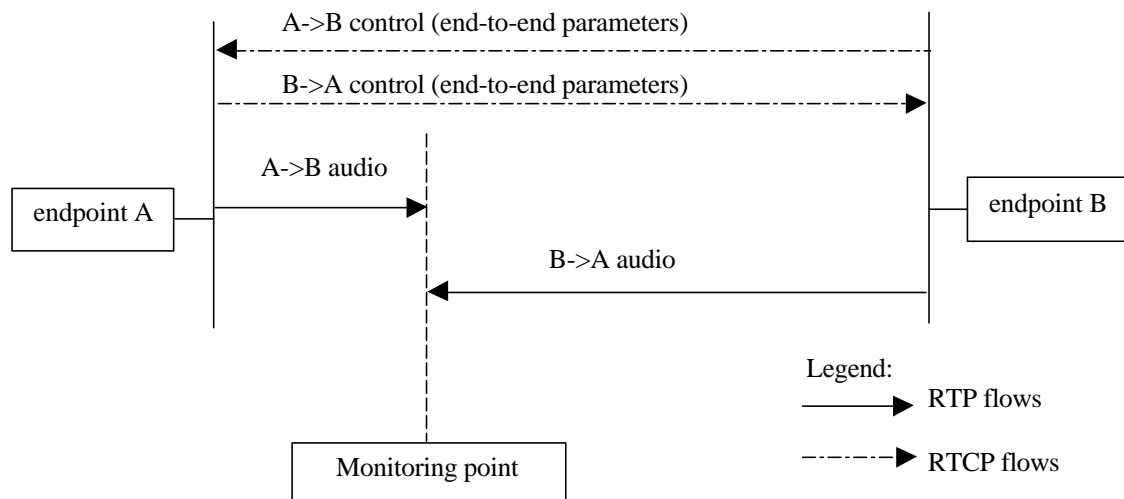 A->B control (end-to-end parameters)
B->A control (end-to-end parameters)
A->B audio
endpoint A
endpoint B
B->A audio
Legend:
RTP flows
RTCP flows
Monitoring point